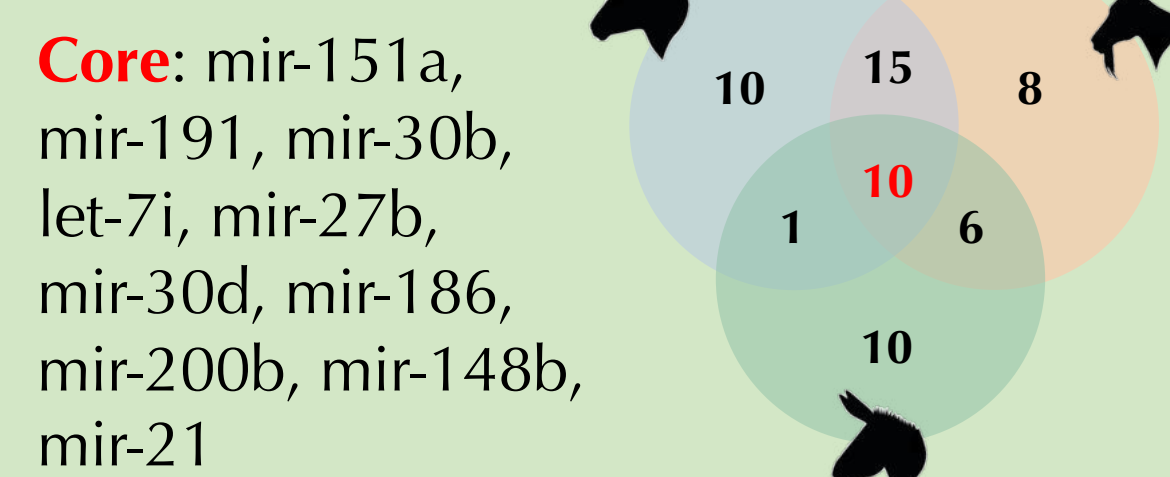 Core: mir-151a,
mir-191, mir-30b,
let-7i, mir-27b,
mir-30d, mir-186,
mir-200b, mir-148b,
mir-21
10
15
8
10
1
6
10